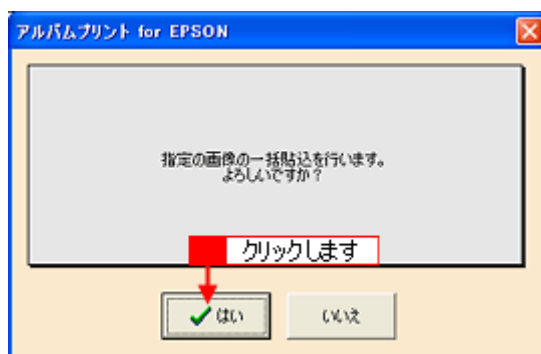 アルバムプリント for EPSON
指定の画像の一括貼込を行います。
よろしいですか？
クリックします
はい
いいえ